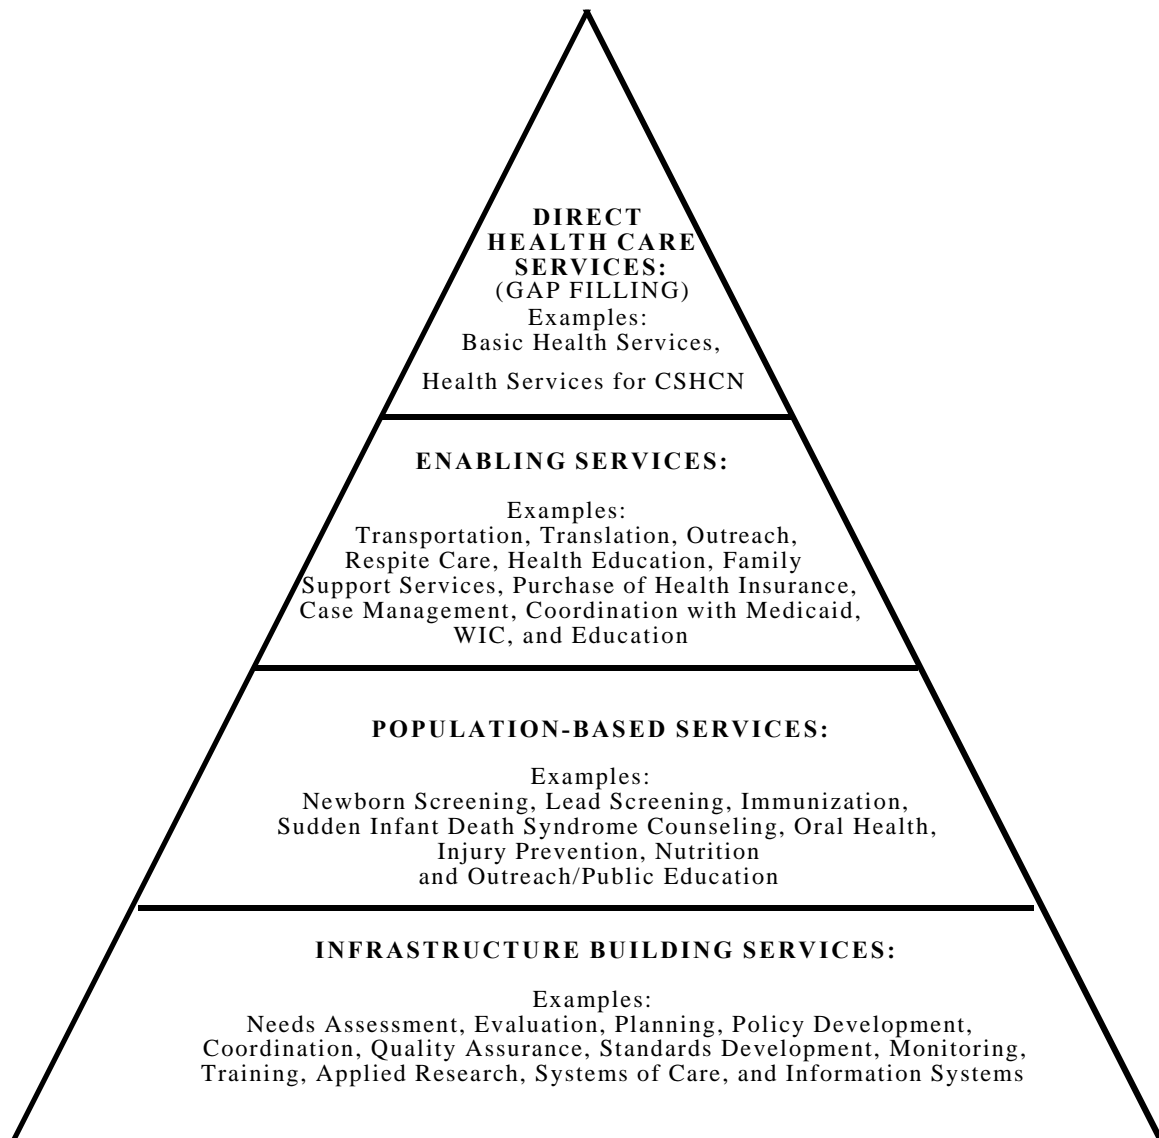 DIRECT
HEALTH CARE
SERVICES:
(GAP FILLING)
Examples:
Basic Health Services,
Health Services for CSHCN
ENABLING SERVICES:
Examples:
Transportation, Translation, Outreach,
Respite Care, Health Education, Family
Support Services, Purchase of Health Insurance,
Case Management, Coordination with Medicaid,
WIC, and Education
POPULATION-BASED SERVICES:
Examples:
Newborn Screening, Lead Screening, Immunization,
Sudden Infant Death Syndrome Counseling, Oral Health,
Injury Prevention, Nutrition
and Outreach/Public Education
INFRASTRUCTURE BUILDING SERVICES:
Examples:
Needs Assessment, Evaluation, Planning, Policy Development,
Coordination, Quality Assurance, Standards Development, Monitoring,
Training, Applied Research, Systems of Care, and Information Systems